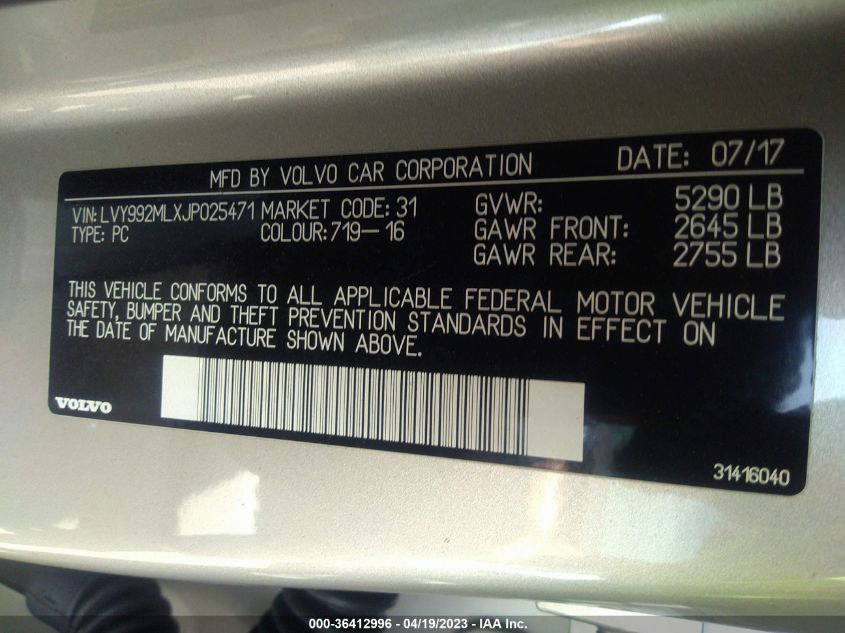 MFD BY VOLVO CAR CORPORATION DATE: 07/17
VIN: LVY992MLXJP025471 MARKET CODE: 31 GVWR: 5290 LB
TYPE: PC COLOUR: 719-16 GAWR FRONT: 2645 LB
GAWR REAR: 2755 LB
THIS VEHICLE CONFORMS TO ALL APPLICABLE FEDERAL MOTOR VEHICLE
SAFETY, BUMPER AND THEFT PREVENTION STANDARDS IN EFFECT ON
THE DATE OF MANUFACTURE SHOWN ABOVE.
VOLVO
31416040
000-36412996 - 04/19/2023 - IAA Inc.